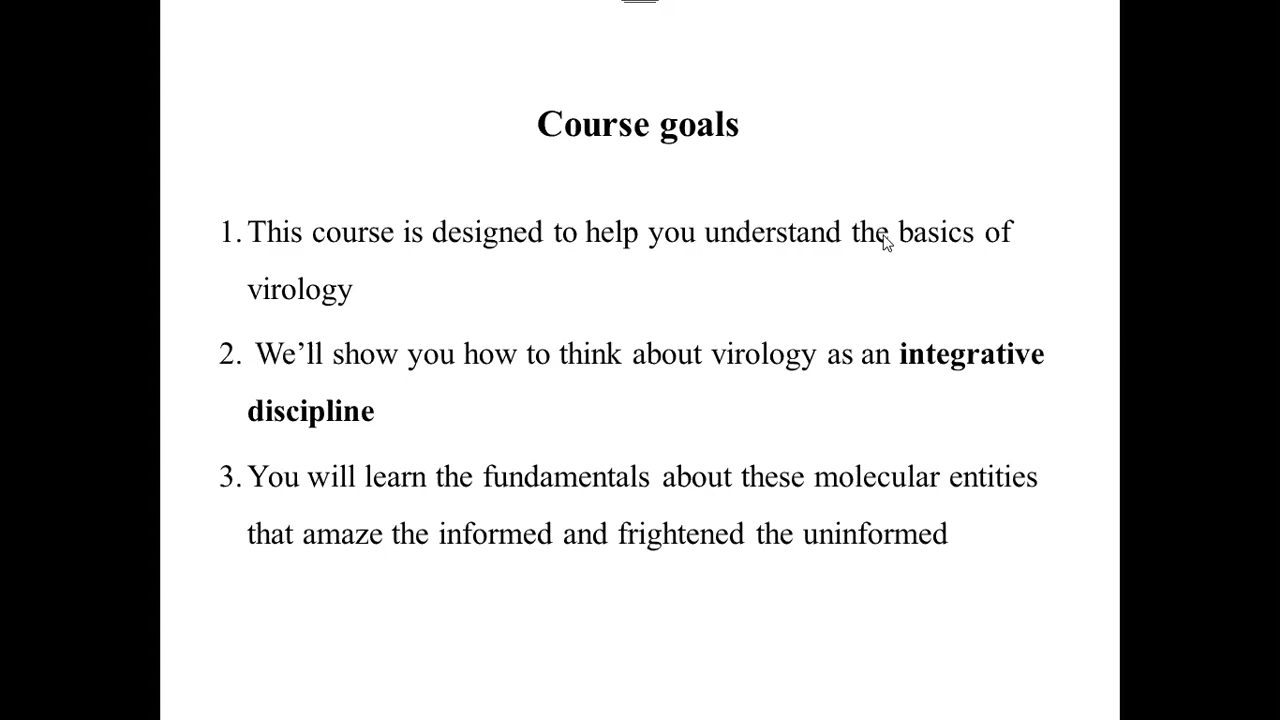 Course goals
1. This course is designed to help you understand the basics of
virology
2. We’ll show you how to think about virology as an integrative
discipline
3. You will learn the fundamentals about these molecular entities
that amaze the informed and frightened the uninformed